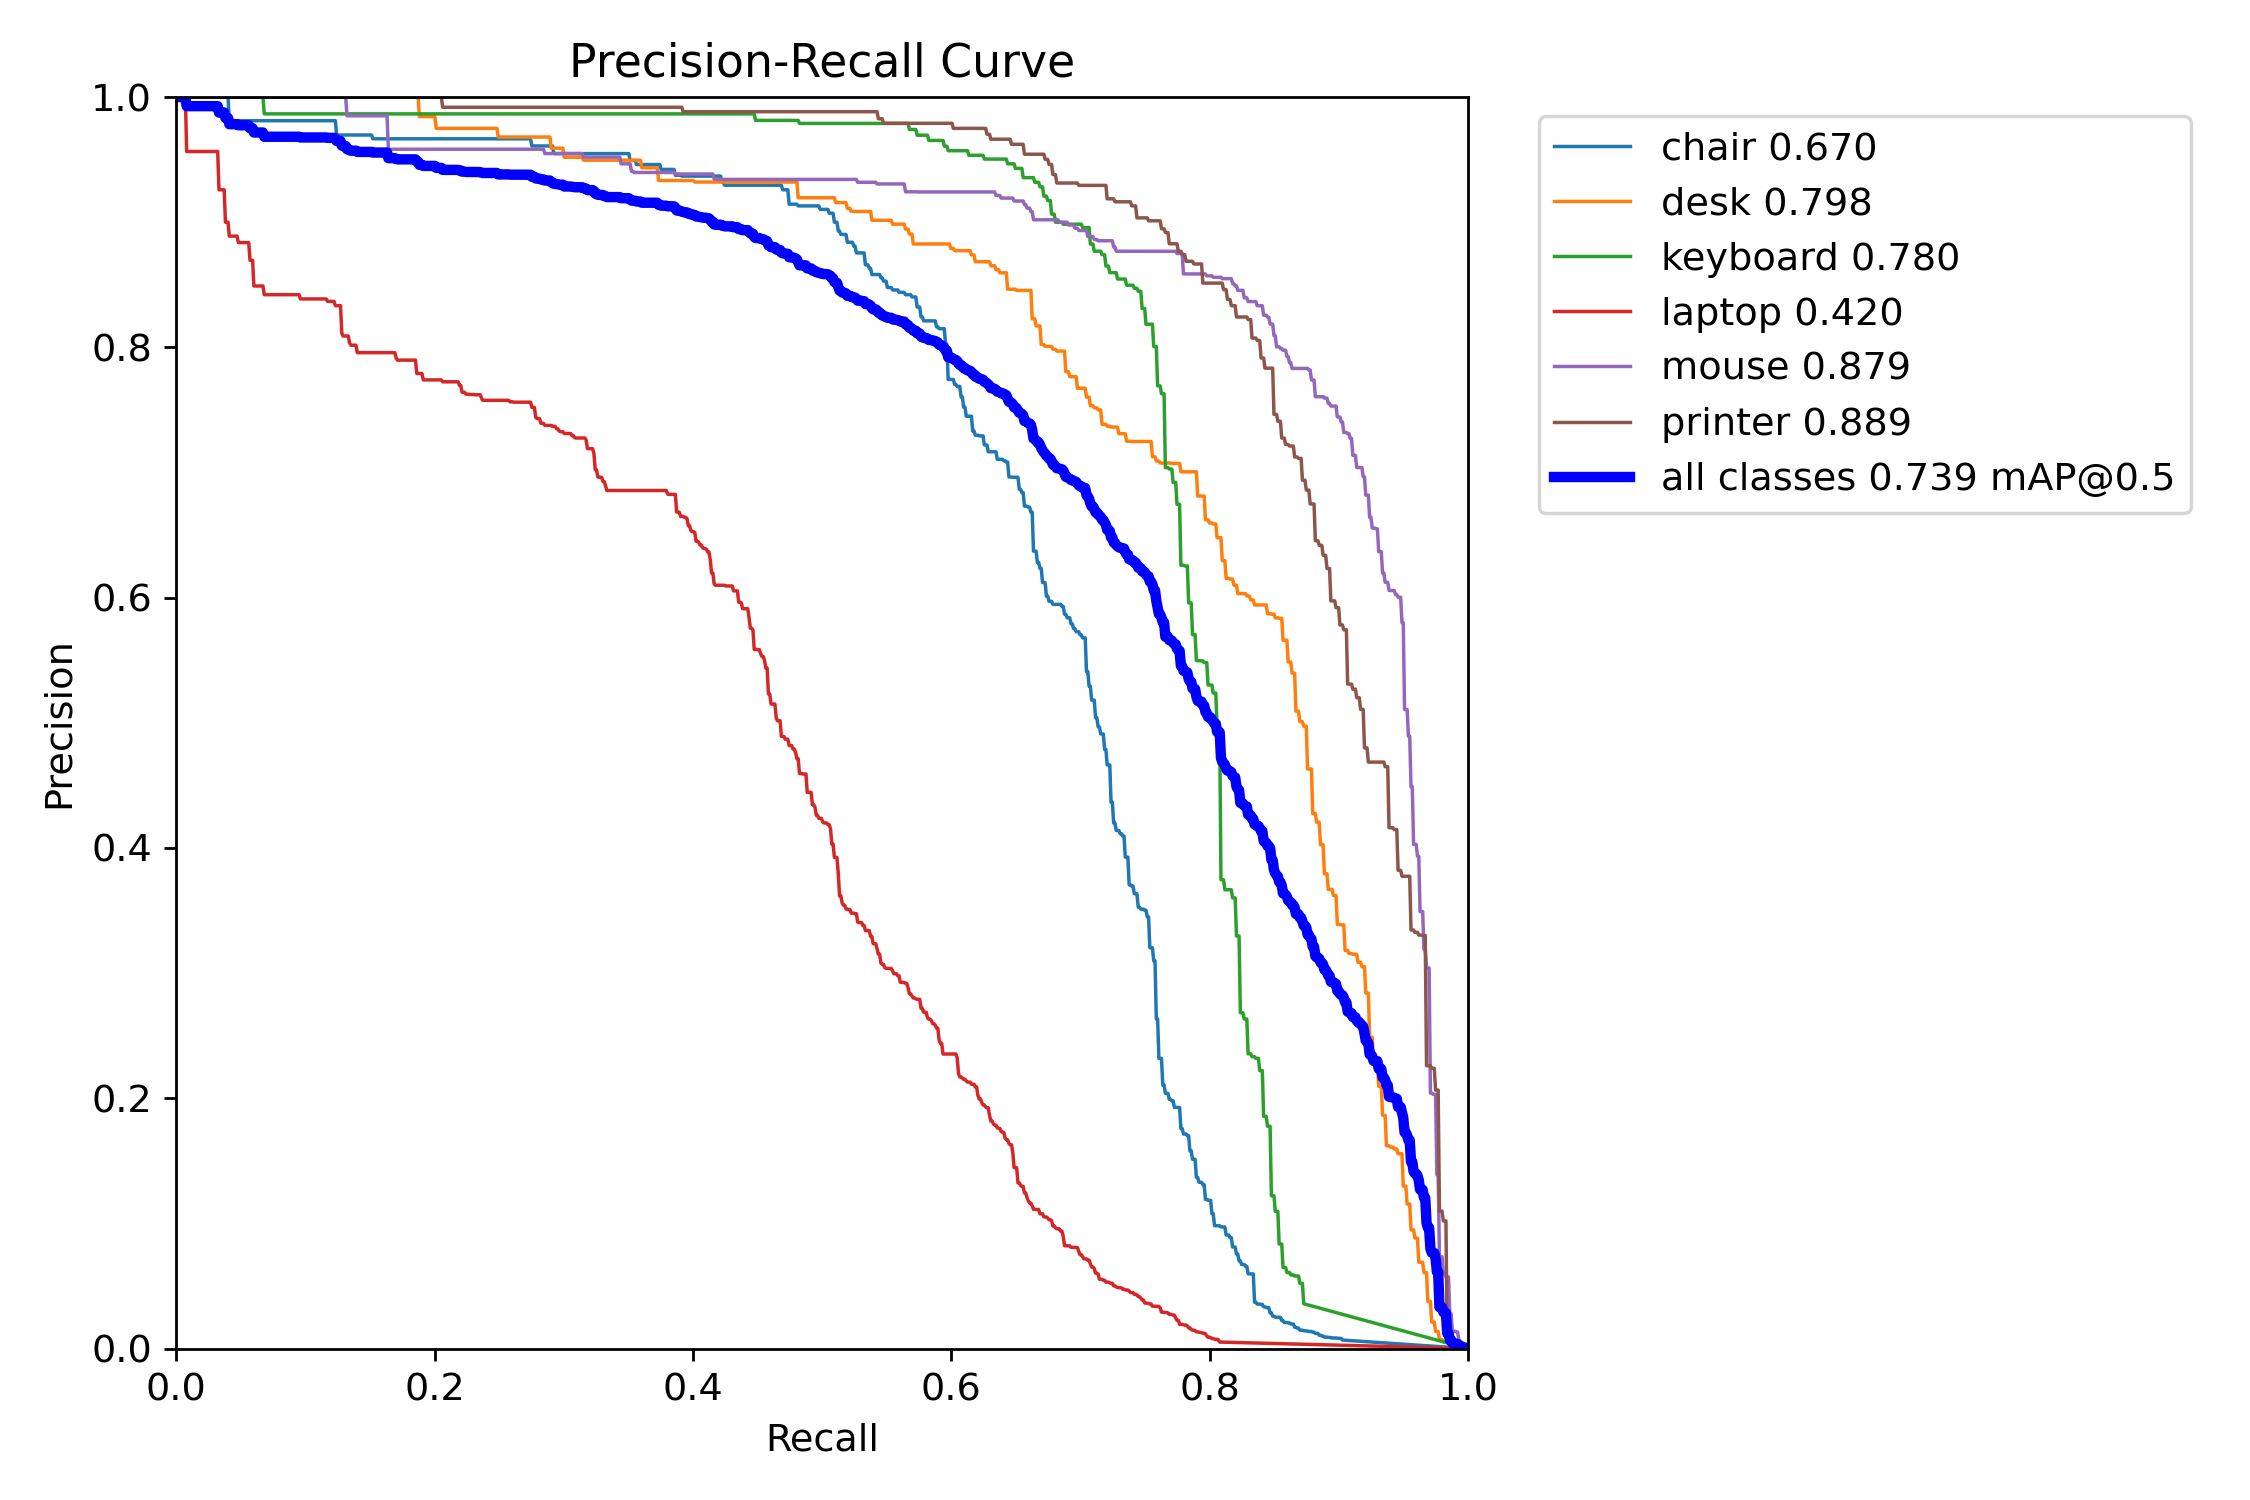 Precision-Recall Curve
1.0
0.8
0.6
0.4
0.2
0.0
Precision
0.0 0.2 0.4 0.6 0.8 1.0
Recall
chair 0.670
desk 0.798
keyboard 0.780
laptop 0.420
mouse 0.879
printer 0.889
all classes 0.739 mAP@0.5